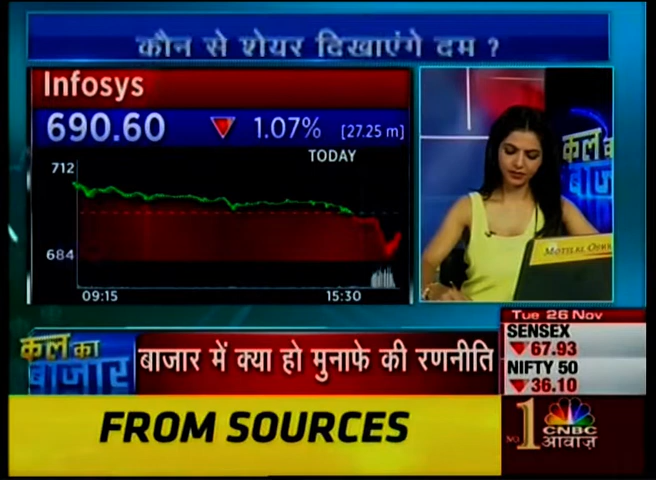 कौन से शेयर दिखाएंगे दम ?
Infosys
690.60 ▼ 1.07% [27.25 m]
TODAY
712
684
09:15 15:30
कल का
बाजार
MOTILAL OSWAL
कल का
बाजार
बाजार में क्या हो मुनाफे की रणनीति
Tue 26 Nov
SENSEX
▼67.93
NIFTY 50
▼36.10
FROM SOURCES
NO 1 CNBC
आवाज़